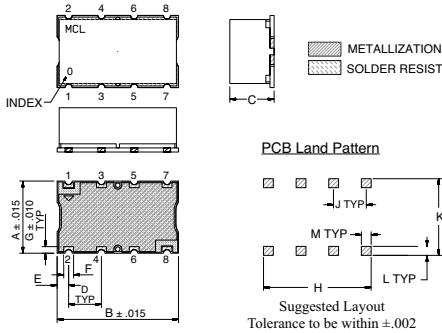 2 4 6 8
MCL
0
INDEX
1 3 5 7
C
METALLIZATION
SOLDER RESIST
PCB Land Pattern
1 3 5 7
A ± .015
G ± .010
TYP
2 4 6 8
E
F
D
TYP
B ± .015
J TYP
K
M TYP
L TYP
H
Suggested Layout
Tolerance to be within ±.002